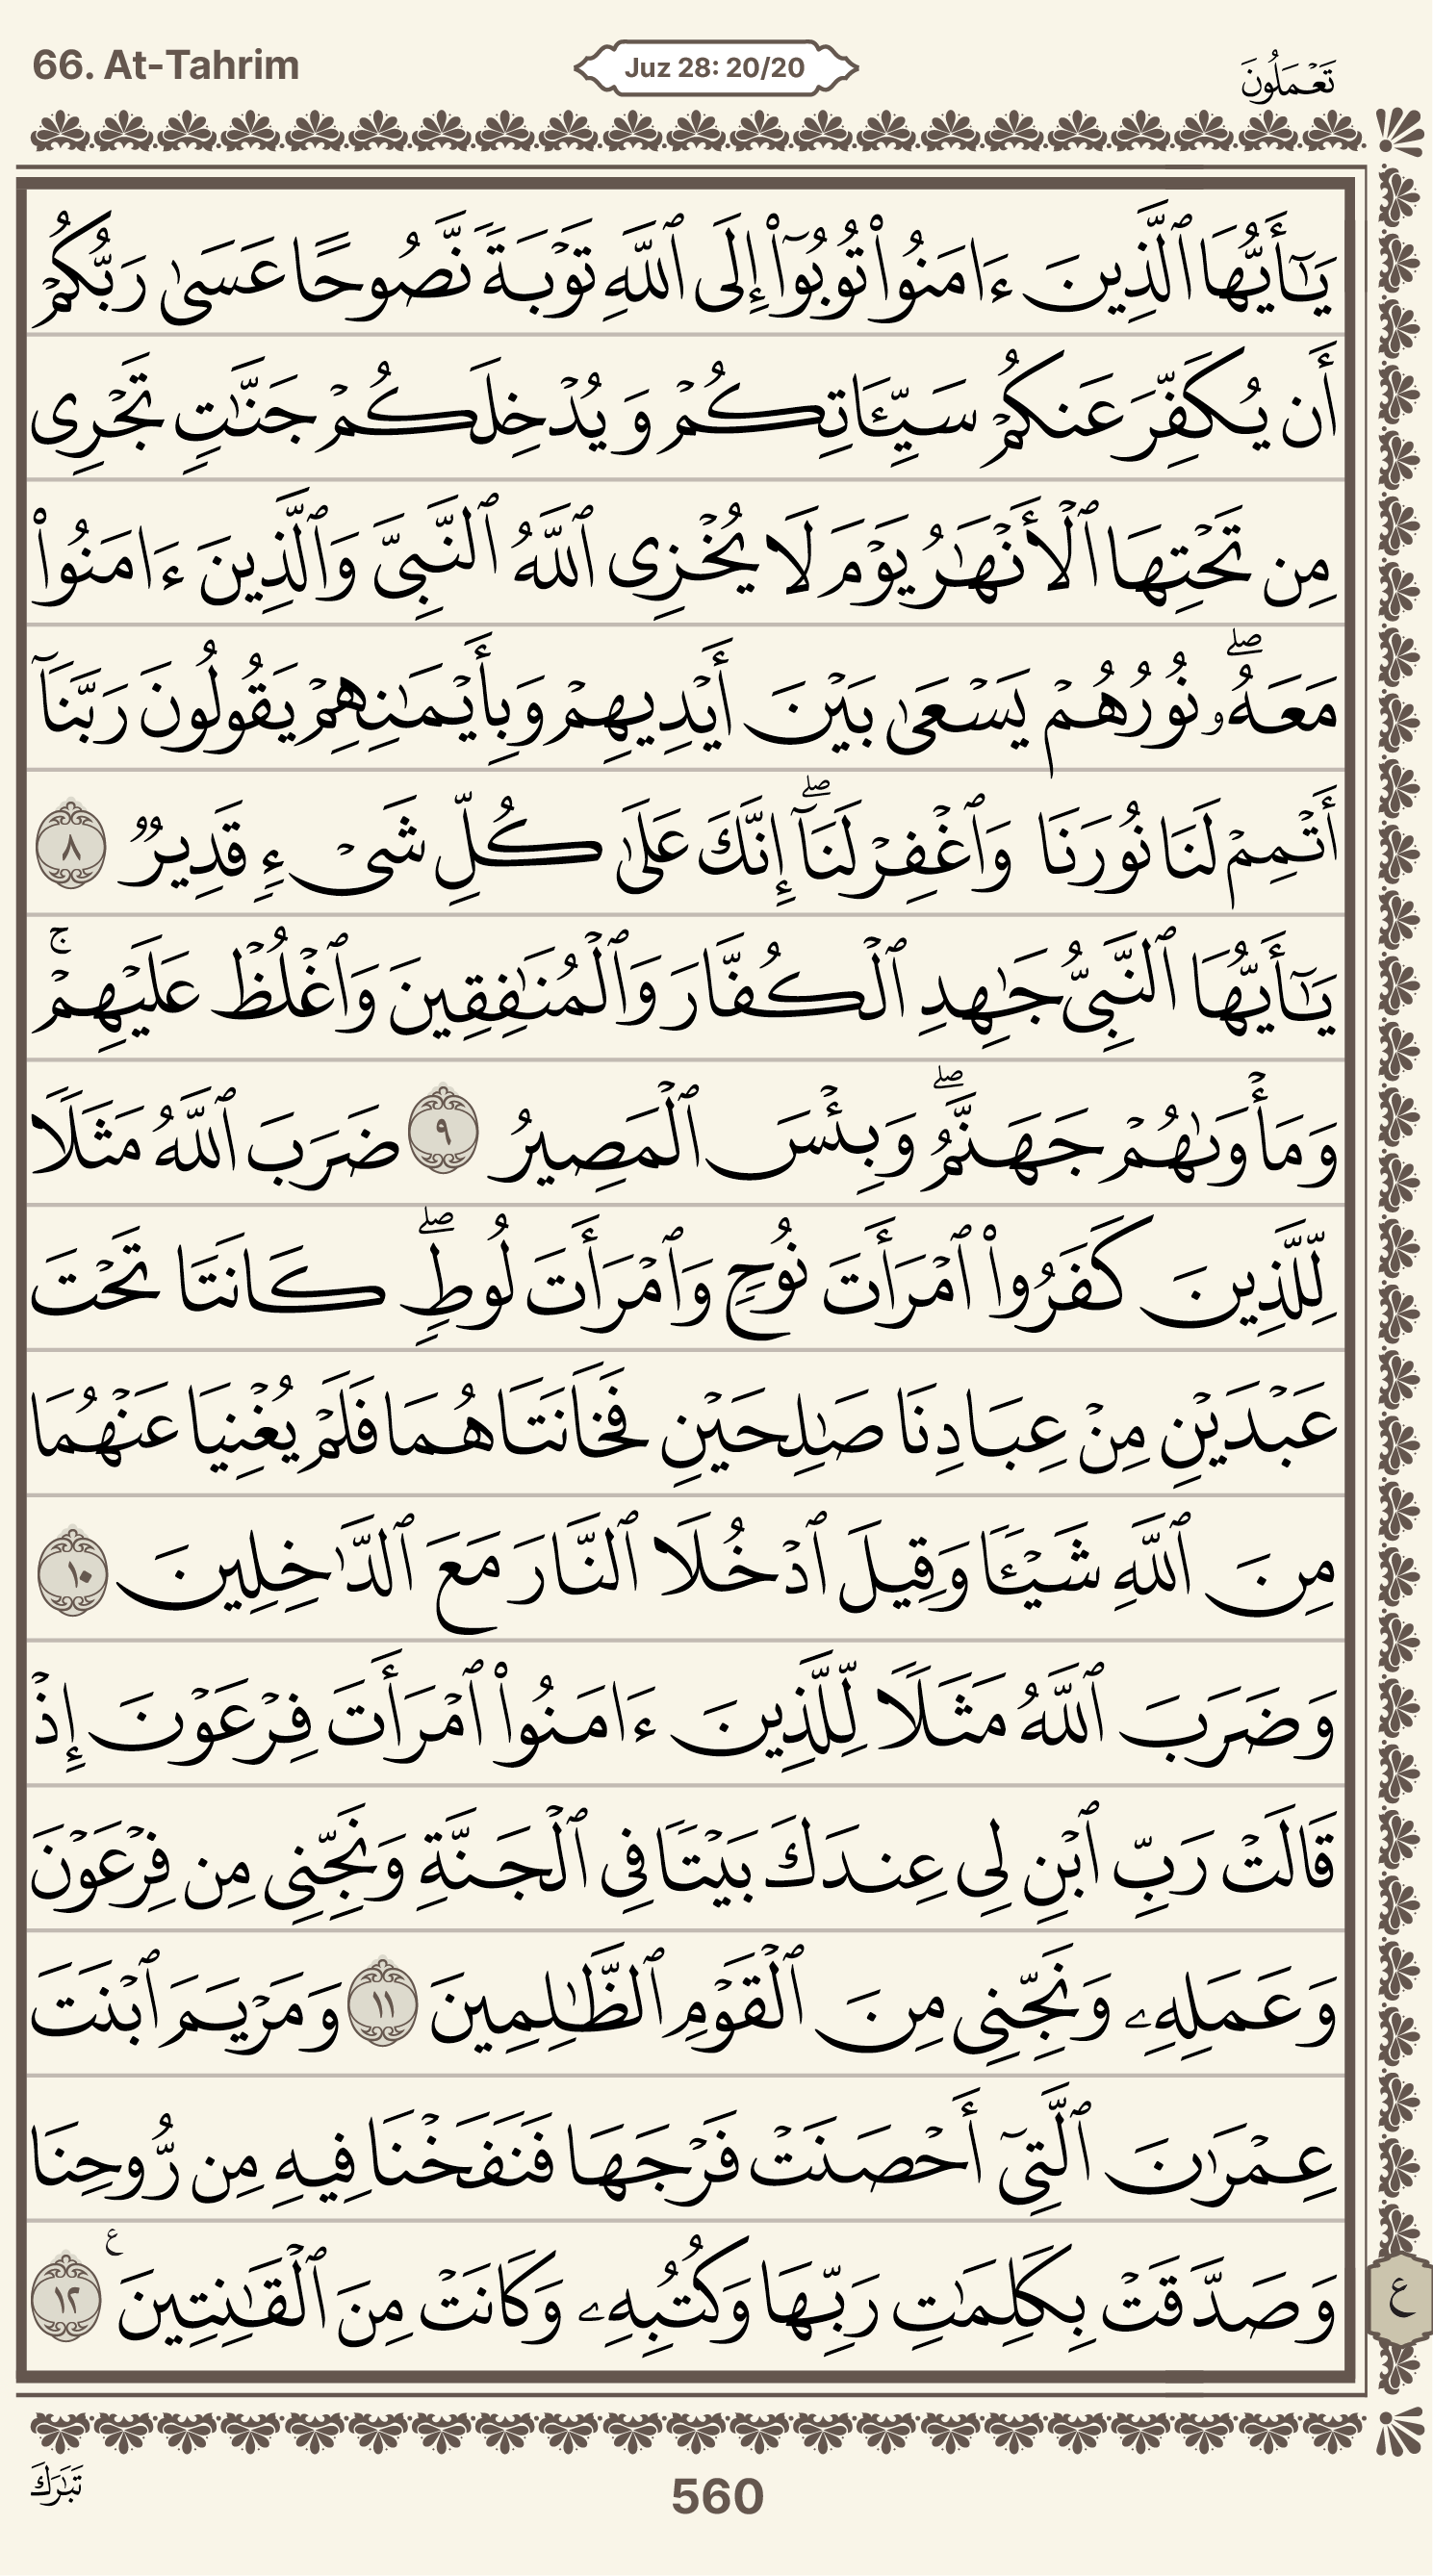 66. At-Tahrim
Juz 28: 20/20
تَعۡمَلُونَ
يَـٰٓأَيُّهَا ٱلَّذِينَ ءَامَنُوا۟ تُوبُوٓا۟ إِلَى ٱللَّهِ تَوۡبَةً نَّصُوحًا عَسَىٰ رَبُّكُمۡ
أَن يُكَفِّرَ عَنكُمۡ سَيِّـَٔاتِكُمۡ وَيُدۡخِلَكُمۡ جَنَّـٰتٍ تَجۡرِى
مِن تَحۡتِهَا ٱلۡأَنۡهَـٰرُ يَوۡمَ لَا يُخۡزِى ٱللَّهُ ٱلنَّبِىَّ وَٱلَّذِينَ ءَامَنُوا۟
مَعَهُۥۖ نُورُهُمۡ يَسۡعَىٰ بَيۡنَ أَيۡدِيهِمۡ وَبِأَيۡمَـٰنِهِمۡ يَقُولُونَ رَبَّنَآ
أَتۡمِمۡ لَنَا نُورَنَا وَٱغۡفِرۡ لَنَآۖ إِنَّكَ عَلَىٰ كُلِّ شَىۡءٍ قَدِيرٌ ٨
يَـٰٓأَيُّهَا ٱلنَّبِىُّ جَـٰهِدِ ٱلۡكُفَّارَ وَٱلۡمُنَـٰفِقِينَ وَٱغۡلُظۡ عَلَيۡهِمۡۚ
وَمَأۡوَىٰهُمۡ جَهَنَّمُۖ وَبِئۡسَ ٱلۡمَصِيرُ ٩ ضَرَبَ ٱللَّهُ مَثَلًا
لِّلَّذِينَ كَفَرُوا۟ ٱمۡرَأَتَ نُوحٍ وَٱمۡرَأَتَ لُوطٍۖ كَانَتَا تَحۡتَ
عَبۡدَيۡنِ مِنۡ عِبَادِنَا صَـٰلِحَيۡنِ فَخَانَتَاهُمَا فَلَمۡ يُغۡنِيَا عَنۡهُمَا
مِنَ ٱللَّهِ شَيۡـًٔا وَقِيلَ ٱدۡخُلَا ٱلنَّارَ مَعَ ٱلدَّٰخِلِينَ ١٠
وَضَرَبَ ٱللَّهُ مَثَلًا لِّلَّذِينَ ءَامَنُوا۟ ٱمۡرَأَتَ فِرۡعَوۡنَ إِذۡ
قَالَتۡ رَبِّ ٱبۡنِ لِى عِندَكَ بَيۡتًا فِى ٱلۡجَنَّةِ وَنَجِّنِى مِن فِرۡعَوۡنَ
وَعَمَلِهِۦ وَنَجِّنِى مِنَ ٱلۡقَوۡمِ ٱلظَّـٰلِمِينَ ١١ وَمَرۡيَمَ ٱبۡنَتَ
عِمۡرَٰنَ ٱلَّتِىٓ أَحۡصَنَتۡ فَرۡجَهَا فَنَفَخۡنَا فِيهِ مِن رُّوحِنَا
وَصَدَّقَتۡ بِكَلِمَـٰتِ رَبِّهَا وَكُتُبِهِۦ وَكَانَتۡ مِنَ ٱلۡقَـٰنِتِينَ ع ١٢
ع
تَبَـٰرَكَ
560